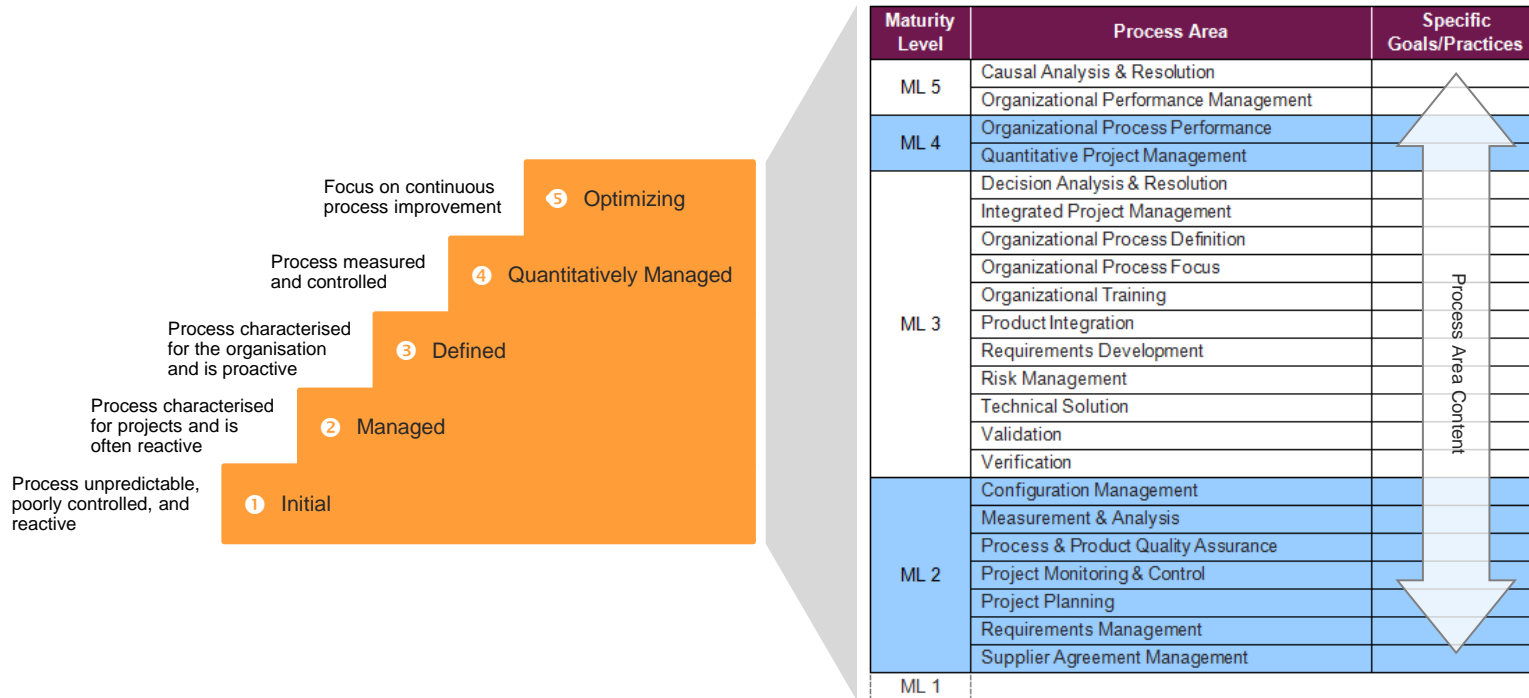 Focus on continuous
process improvement
5 Optimizing
Process measured
and controlled
4 Quantitatively Managed
Process characterised
for the organisation
and is proactive
3 Defined
Process characterised
for projects and is
often reactive
2 Managed
Process unpredictable,
poorly controlled, and
reactive
1 Initial
Maturity Level Process Area Specific Goals/Practices
ML 5
Causal Analysis & Resolution
Organizational Performance Management
ML 4
Organizational Process Performance
Quantitative Project Management
ML 3
Decision Analysis & Resolution
Integrated Project Management
Organizational Process Definition
Organizational Process Focus
Organizational Training
Product Integration
Requirements Development
Risk Management
Technical Solution
Validation
Verification
ML 2
Configuration Management
Measurement & Analysis
Process & Product Quality Assurance
Project Monitoring & Control
Project Planning
Requirements Management
Supplier Agreement Management
ML 1
Process Area Content